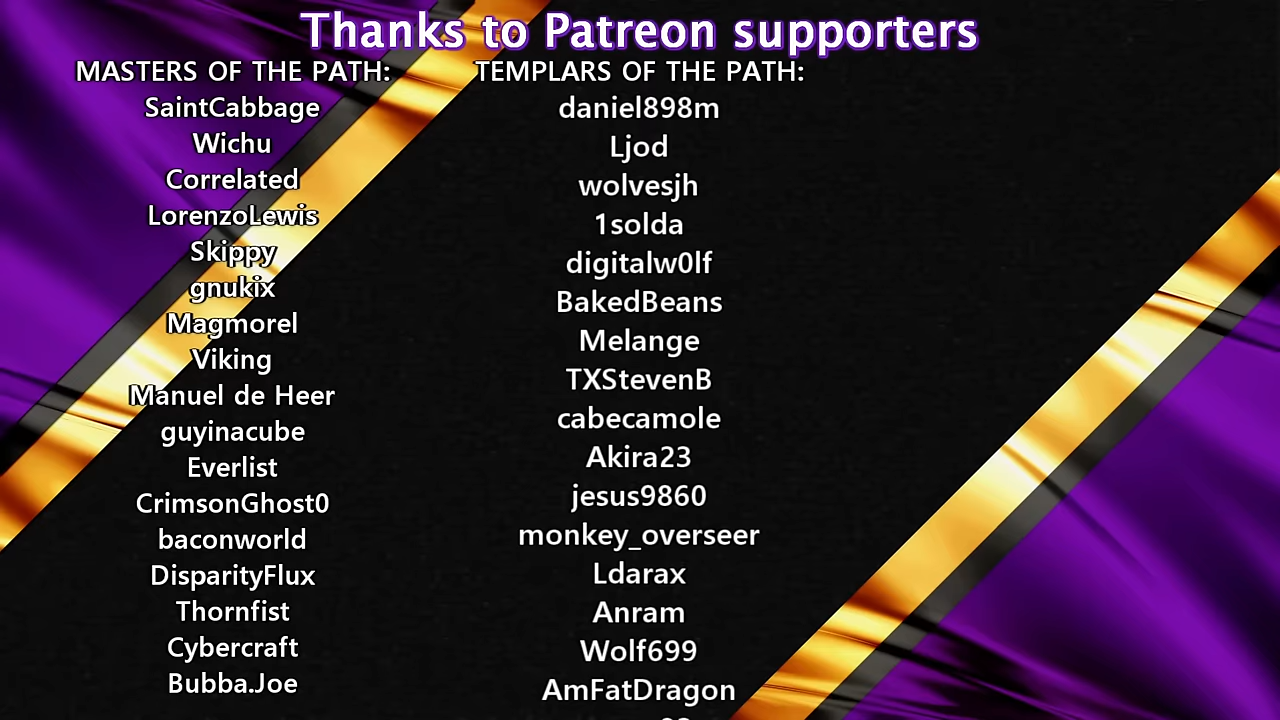 Thanks to Patreon supporters
MASTERS OF THE PATH:
SaintCabbage
Wichu
Correlated
LorenzoLewis
Skippy
gnukix
Magmorel
Viking
Manuel de Heer
guyinacube
Everlist
CrimsonGhost0
baconworld
DisparityFlux
Thornfist
Cybercraft
Bubba.Joe
TEMPLARS OF THE PATH:
daniel898m
Ljod
wolvesjh
1solda
digitalw0lf
BakedBeans
Melange
TXStevenB
cabecamole
Akira23
jesus9860
monkey_overseer
Ldarax
Anram
Wolf699
AmFatDragon